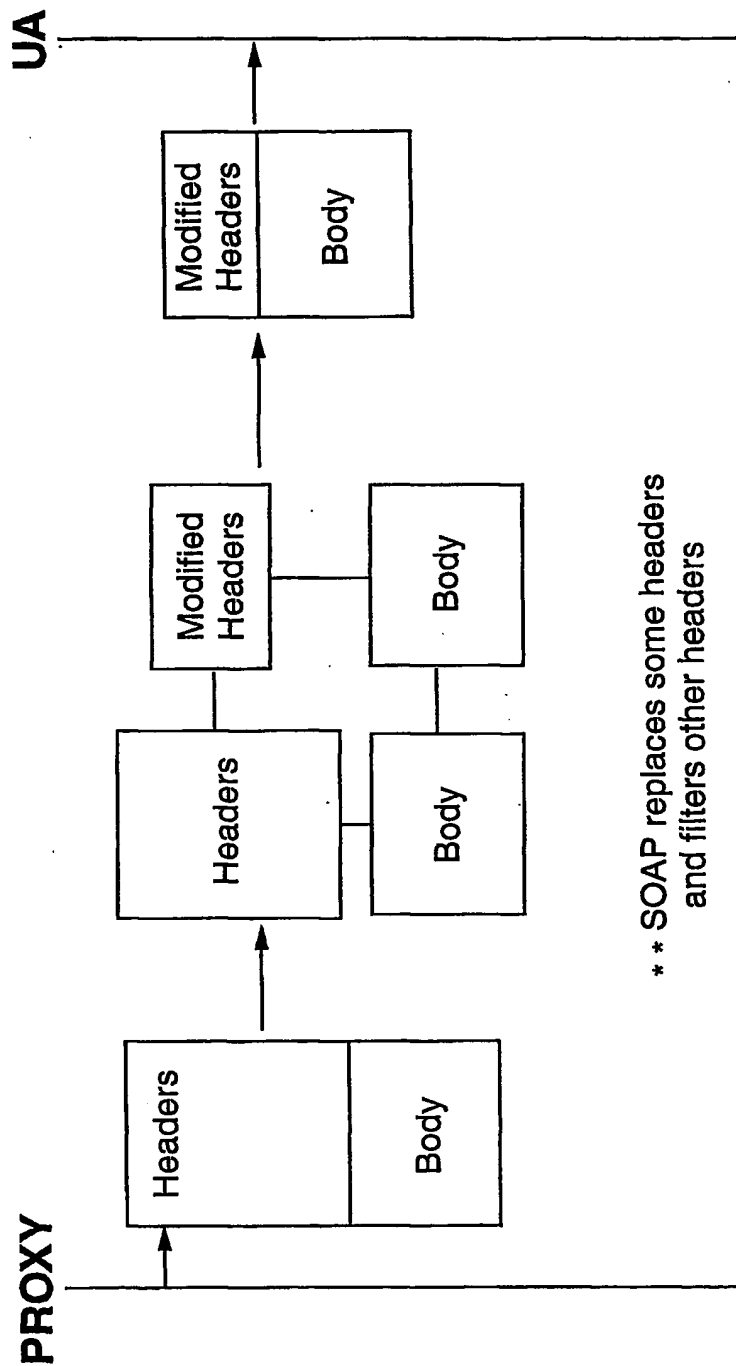 PROXY
UA
Headers
Body
Headers
Body
Modified
Headers
Body
Modified
Headers
Body
* * SOAP replaces some headers
and filters other headers